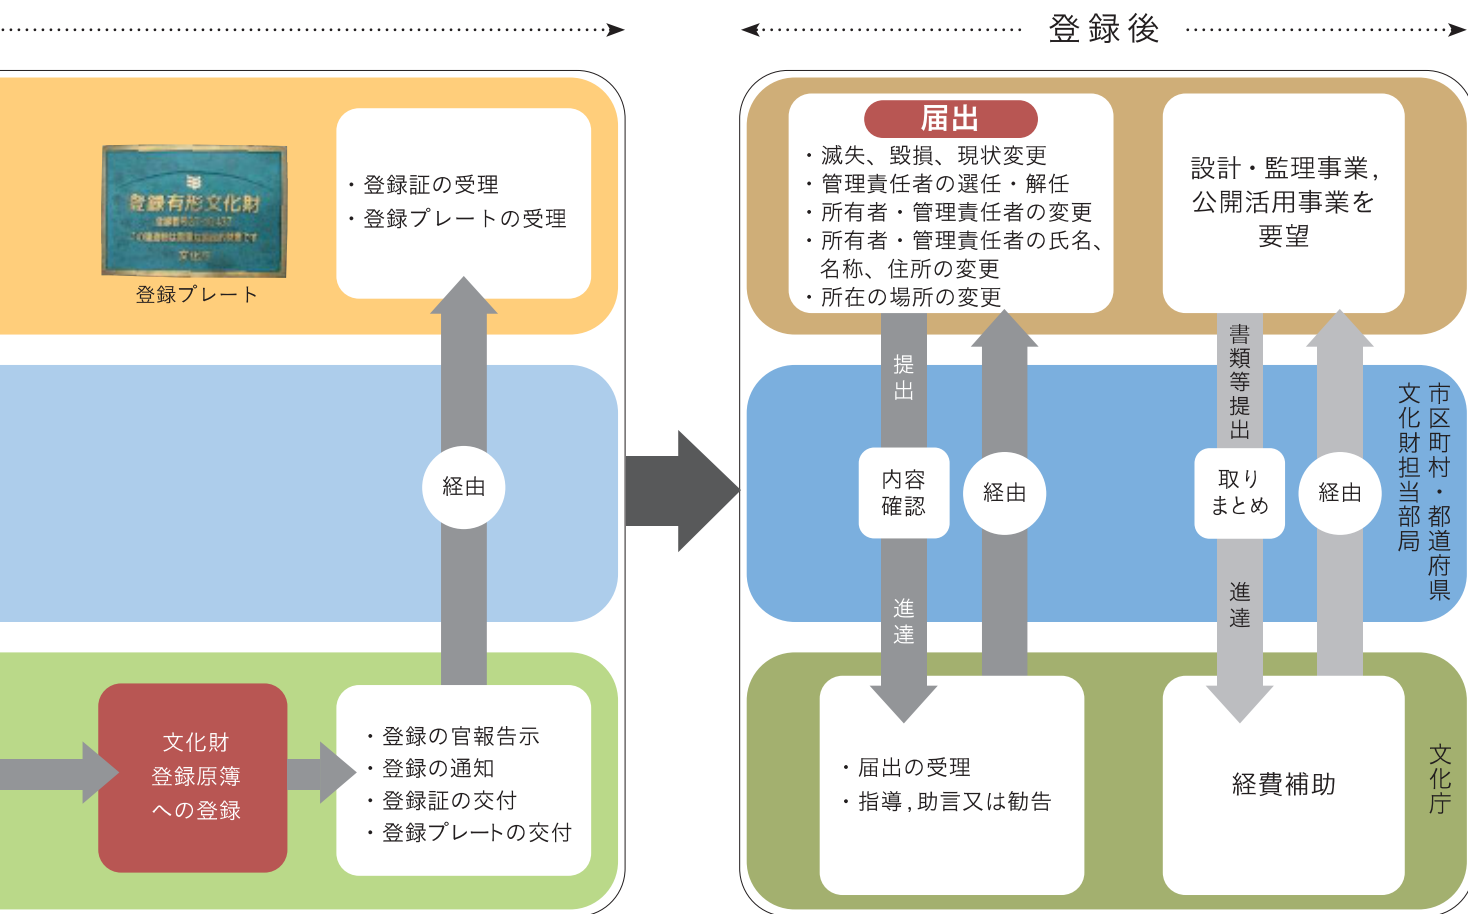 登録後
登録有形文化財
文化庁
登録プレート
・登録証の受理
・登録プレートの受理
経由
文化財
登録原簿
への登録
・登録の官報告示
・登録の通知
・登録証の交付
・登録プレートの交付
届出
・滅失、毀損、現状変更
・管理責任者の選任・解任
・所有者・管理責任者の変更
・所有者・管理責任者の氏名、
名称、住所の変更
・所在の場所の変更
設計・監理事業,
公開活用事業を
要望
提出
内容
確認
進達
経由
書類等提出
取り
まとめ
進達
経由
市区町村・都道府県
文化財担当部局
・届出の受理
・指導,助言又は勧告
経費補助
文化庁